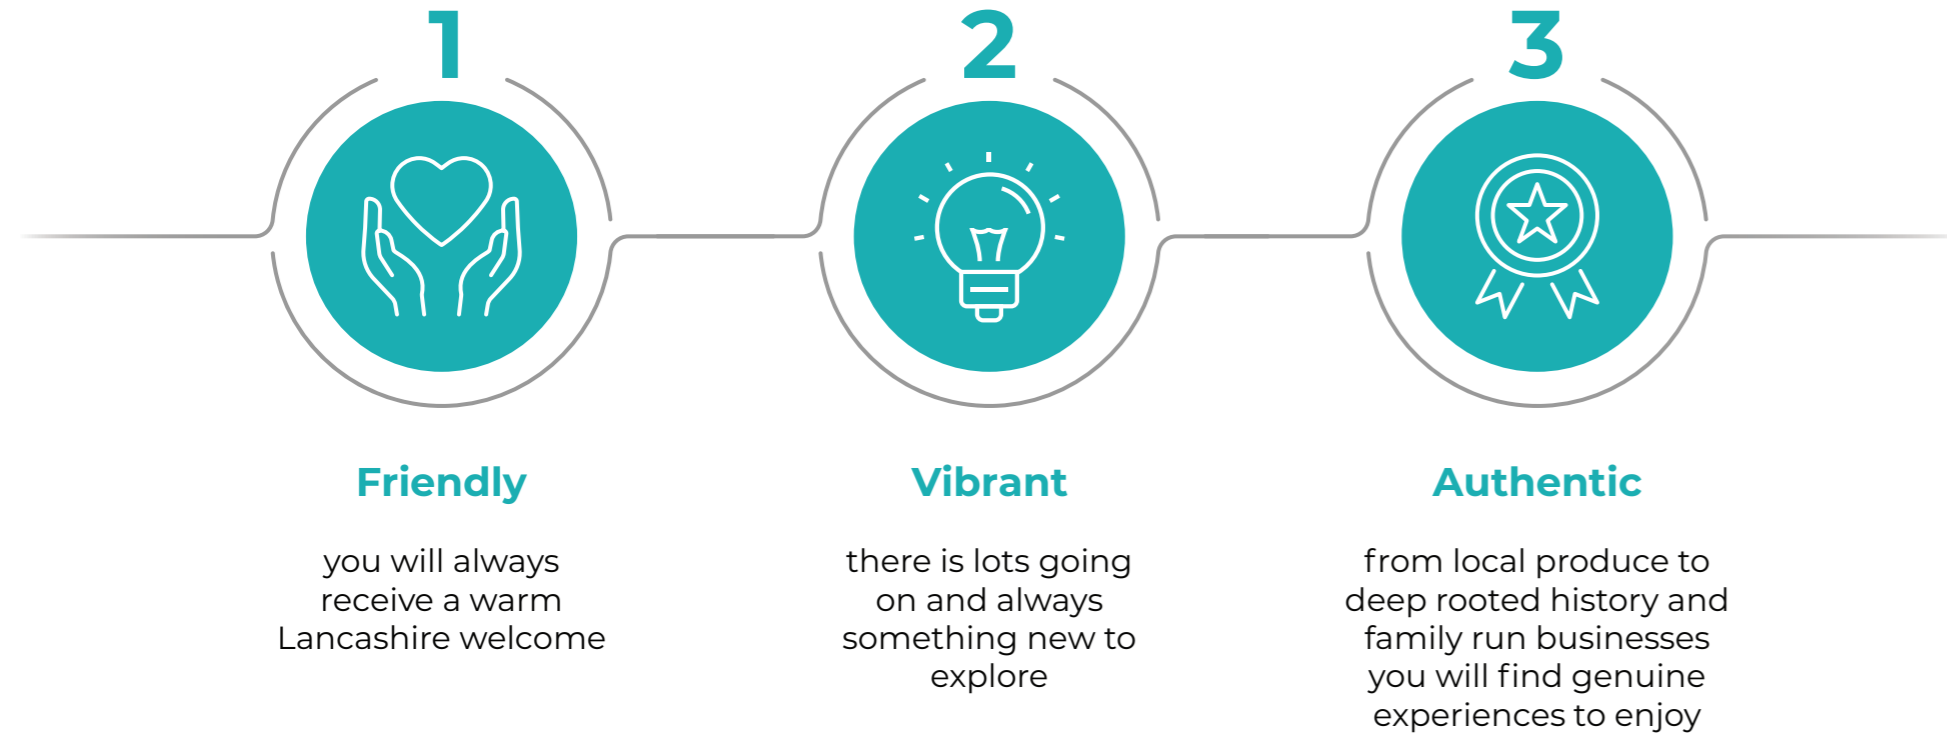 1
Friendly
you will always
receive a warm
Lancashire welcome
2
Vibrant
there is lots going
on and always
something new to
explore
3
Authentic
from local produce to
deep rooted history and
family run businesses
you will find genuine
experiences to enjoy